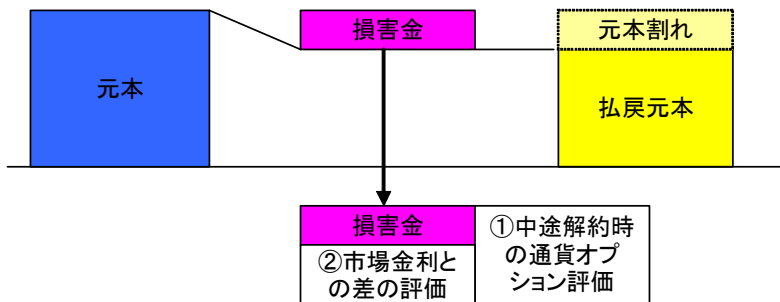 損害金
元本割れ
元本
払戻元本
損害金
①中途解約時
の通貨オプ
ション評価
②市場金利と
の差の評価